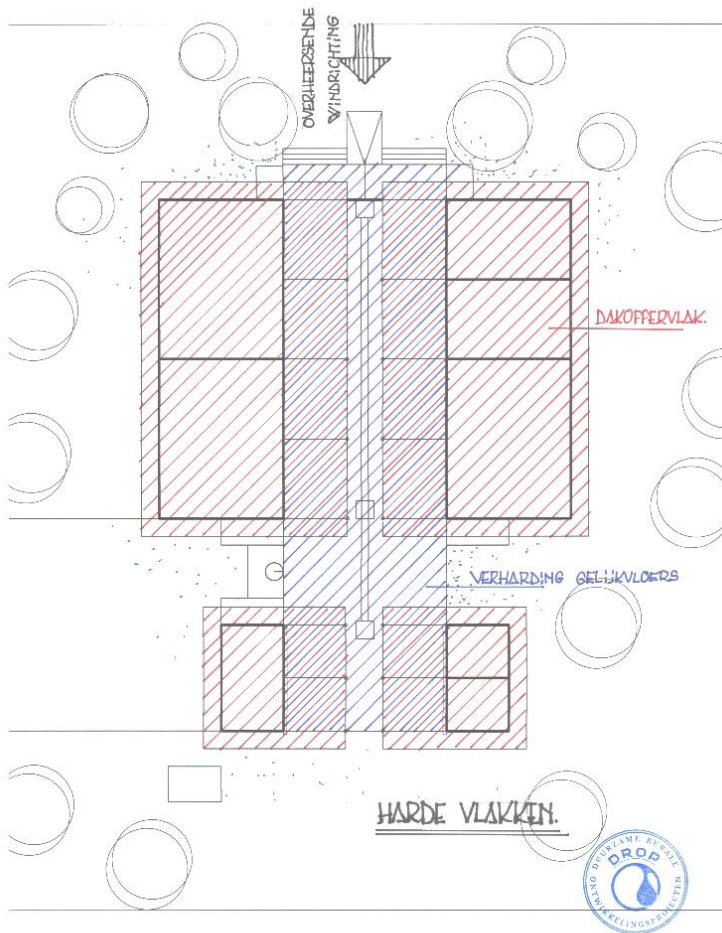 OVERHEERSENDE
WINDRICHTING
DAKOPPERVLAK.
VERHARDING GELIJKVLOERS
HARDE VLAKKEN.
DUURZAME RURALE
DROP
ONTWIKKELINGSPROJECTEN